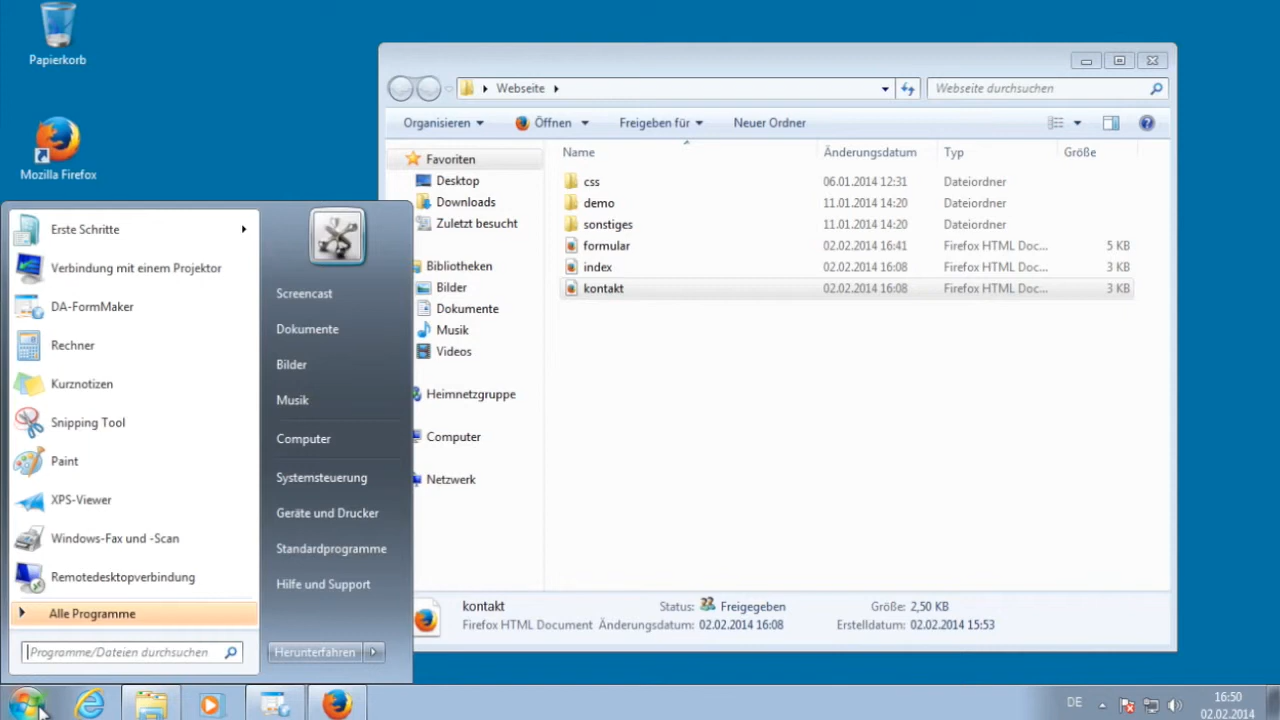 Papierkorb
Mozilla Firefox
Webseite
Webseite durchsuchen
Organisieren
Öffnen
Freigeben für
Neuer Ordner
Favoriten
Desktop
Downloads
Zuletzt besucht
Bibliotheken
Bilder
Dokumente
Musik
Videos
Heimnetzgruppe
Computer
Netzwerk
Name Änderungsdatum Typ Größe
css 06.01.2014 12:31 Dateiordner
demo 11.01.2014 14:20 Dateiordner
sonstiges 11.01.2014 14:20 Dateiordner
formular 02.02.2014 16:41 Firefox HTML Doc... 5 KB
index 02.02.2014 16:08 Firefox HTML Doc... 3 KB
kontakt 02.02.2014 16:08 Firefox HTML Doc... 3 KB
kontakt Status: Freigegeben Größe: 2,50 KB
Firefox HTML Document Änderungsdatum: 02.02.2014 16:08 Erstelldatum: 02.02.2014 15:53
Erste Schritte
Verbindung mit einem Projektor
DA-FormMaker
Rechner
Kurznotizen
Snipping Tool
Paint
XPS-Viewer
Windows-Fax und -Scan
Remotedesktopverbindung
Alle Programme
Programme/Dateien durchsuchen
Screencast
Dokumente
Bilder
Musik
Computer
Systemsteuerung
Geräte und Drucker
Standardprogramme
Hilfe und Support
Herunterfahren
DE
16:50
02.02.2014